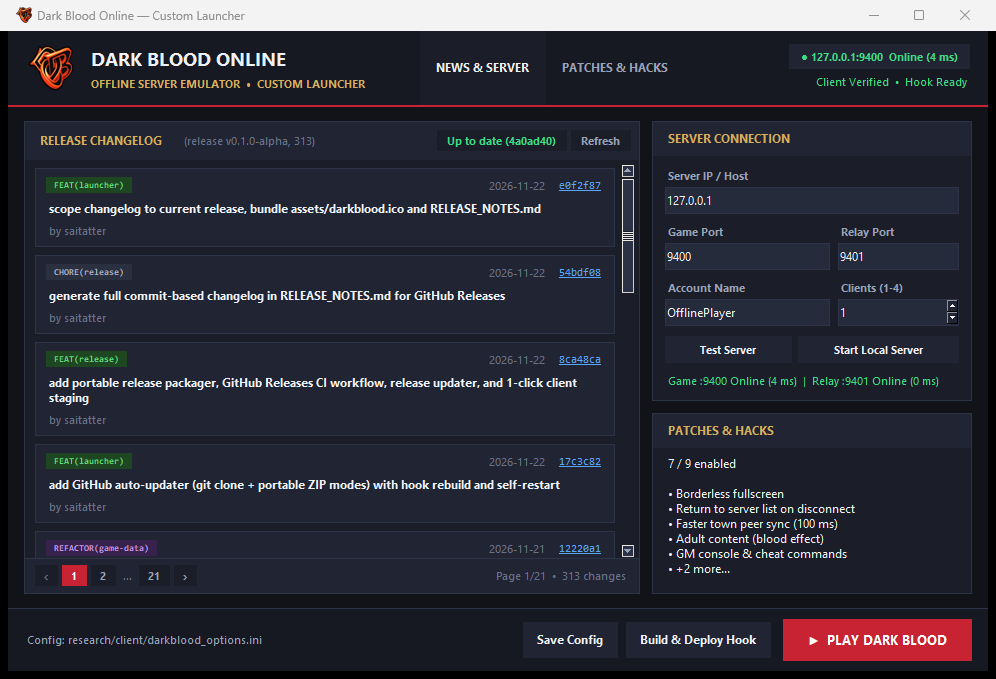 Dark Blood Online — Custom Launcher
DARK BLOOD ONLINE
OFFLINE SERVER EMULATOR • CUSTOM LAUNCHER
NEWS & SERVER
PATCHES & HACKS
● 127.0.0.1:9400 Online (4 ms)
Client Verified • Hook Ready
RELEASE CHANGELOG
(release v0.1.0-alpha, 313)
Up to date (4a0ad40)
Refresh
FEAT(launcher)
2026-11-22
e0f2f87
scope changelog to current release, bundle assets/darkblood.ico and RELEASE_NOTES.md
by saitatter
CHORE(release)
2026-11-22
54bdf08
generate full commit-based changelog in RELEASE_NOTES.md for GitHub Releases
by saitatter
FEAT(release)
2026-11-22
8ca48ca
add portable release packager, GitHub Releases CI workflow, release updater, and 1-click client
staging
by saitatter
FEAT(launcher)
2026-11-22
17c3c82
add GitHub auto-updater (git clone + portable ZIP modes) with hook rebuild and self-restart
by saitatter
REFACTOR(game-data)
2026-11-21
12220a1
‹ 1 2 ... 21 ›
Page 1/21 • 313 changes
SERVER CONNECTION
Server IP / Host
127.0.0.1
Game Port
Relay Port
9400
9401
Account Name
Clients (1-4)
OfflinePlayer
1
Test Server
Start Local Server
Game :9400 Online (4 ms) | Relay :9401 Online (0 ms)
PATCHES & HACKS
7 / 9 enabled
• Borderless fullscreen
• Return to server list on disconnect
• Faster town peer sync (100 ms)
• Adult content (blood effect)
• GM console & cheat commands
• +2 more...
Config: research/client/darkblood_options.ini
Save Config
Build & Deploy Hook
► PLAY DARK BLOOD